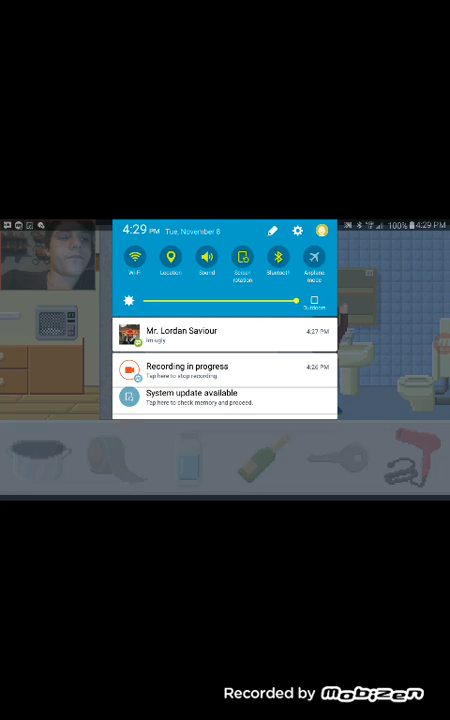 4:29 PM Tue, November 8
100% 4:29 PM
Wi-Fi
Location
Sound
Screen rotation
Bluetooth
Airplane mode
Outdoors
Mr. Lordan Saviour 4:27 PM
Im ugly
Recording in progress 4:26 PM
Tap here to stop recording.
System update available
Tap here to check memory and proceed.
Recorded by Mobizen